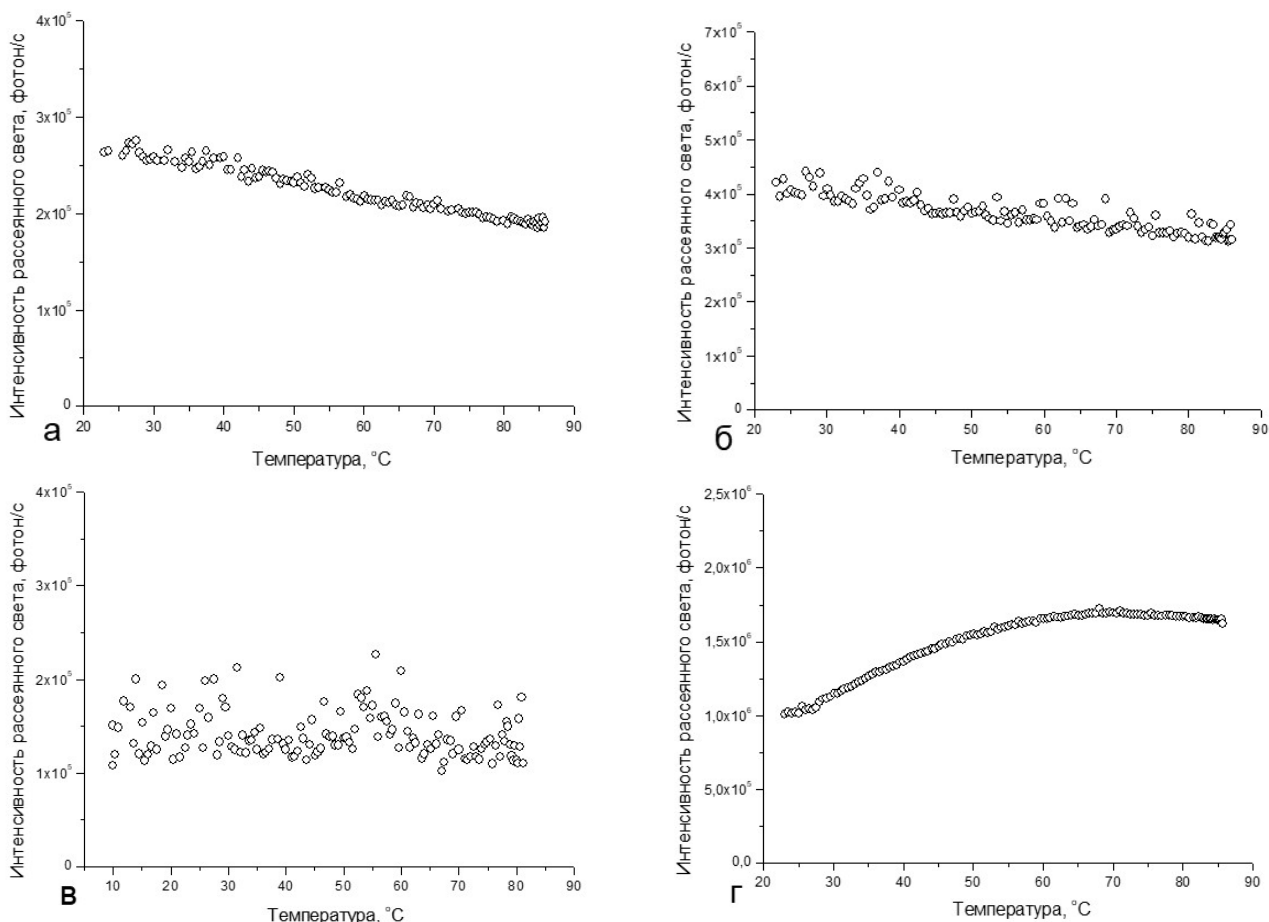 Интенсивность рассеянного света, фотон/с
4x10⁵
3x10⁵
2x10⁵
1x10⁵
0
20 30 40 50 60 70 80 90
Температура, °C
а
Интенсивность рассеянного света, фотон/с
7x10⁵
6x10⁵
5x10⁵
4x10⁵
3x10⁵
2x10⁵
1x10⁵
0
20 30 40 50 60 70 80 90
Температура, °C
б
Интенсивность рассеянного света, фотон/с
4x10⁵
3x10⁵
2x10⁵
1x10⁵
0
10 20 30 40 50 60 70 80 90
Температура, °C
в
Интенсивность рассеянного света, фотон/с
2,5x10⁶
2,0x10⁶
1,5x10⁶
1,0x10⁶
5,0x10⁵
0,0
20 30 40 50 60 70 80 90
Температура, °C
г